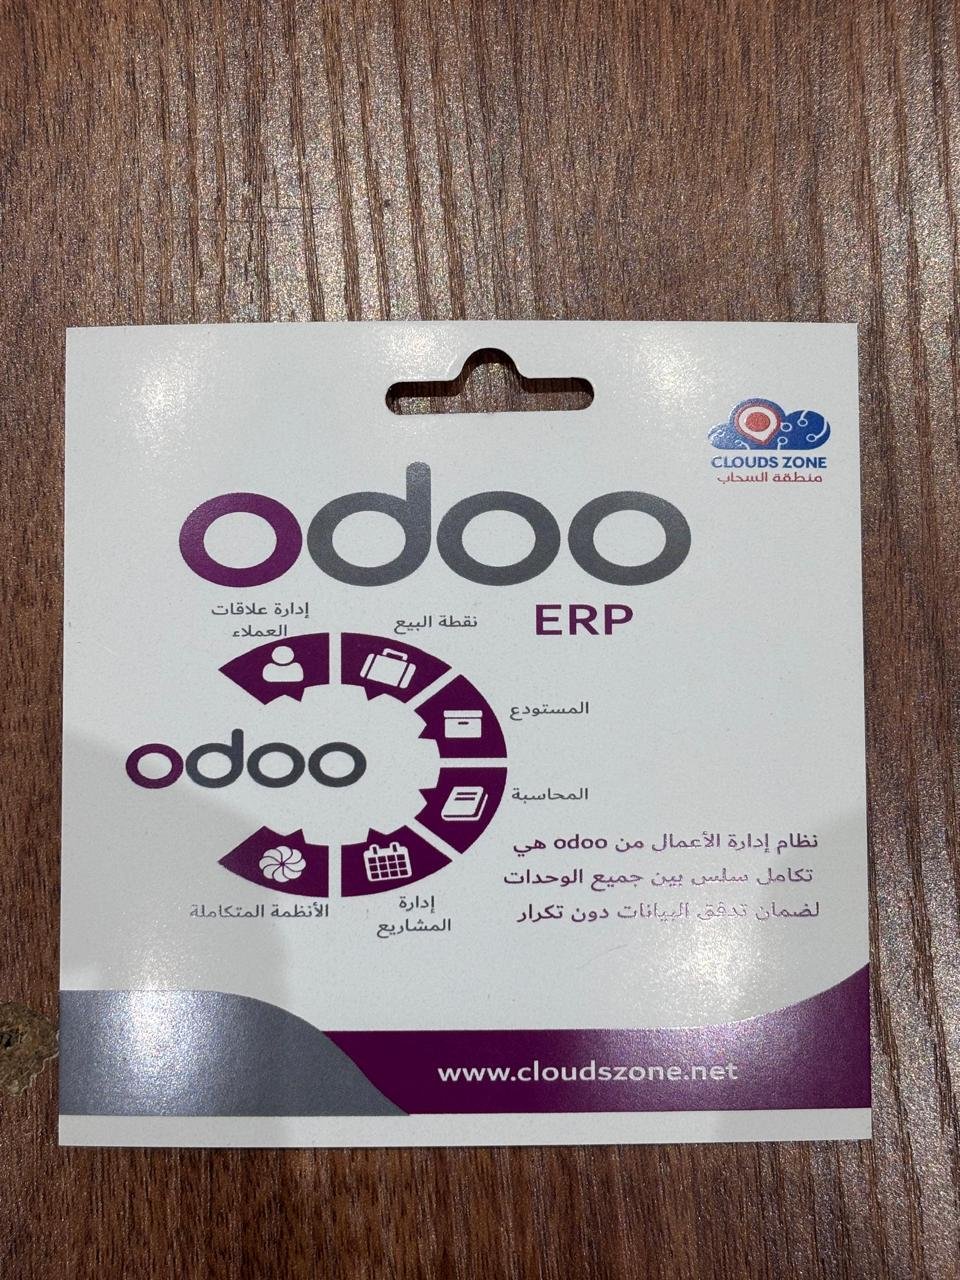 CLOUDS ZONE
منطقة السحاب
odoo
ERP
إدارة علاقات
العملاء
نقطة البيع
المستودع
odoo
المحاسبة
نظام إدارة الأعمال من odoo هي
تكامل سلس بين جميع الوحدات
لضمان تدفق البيانات دون تكرار
إدارة
المشاريع
الأنظمة المتكاملة
www.cloudszone.net